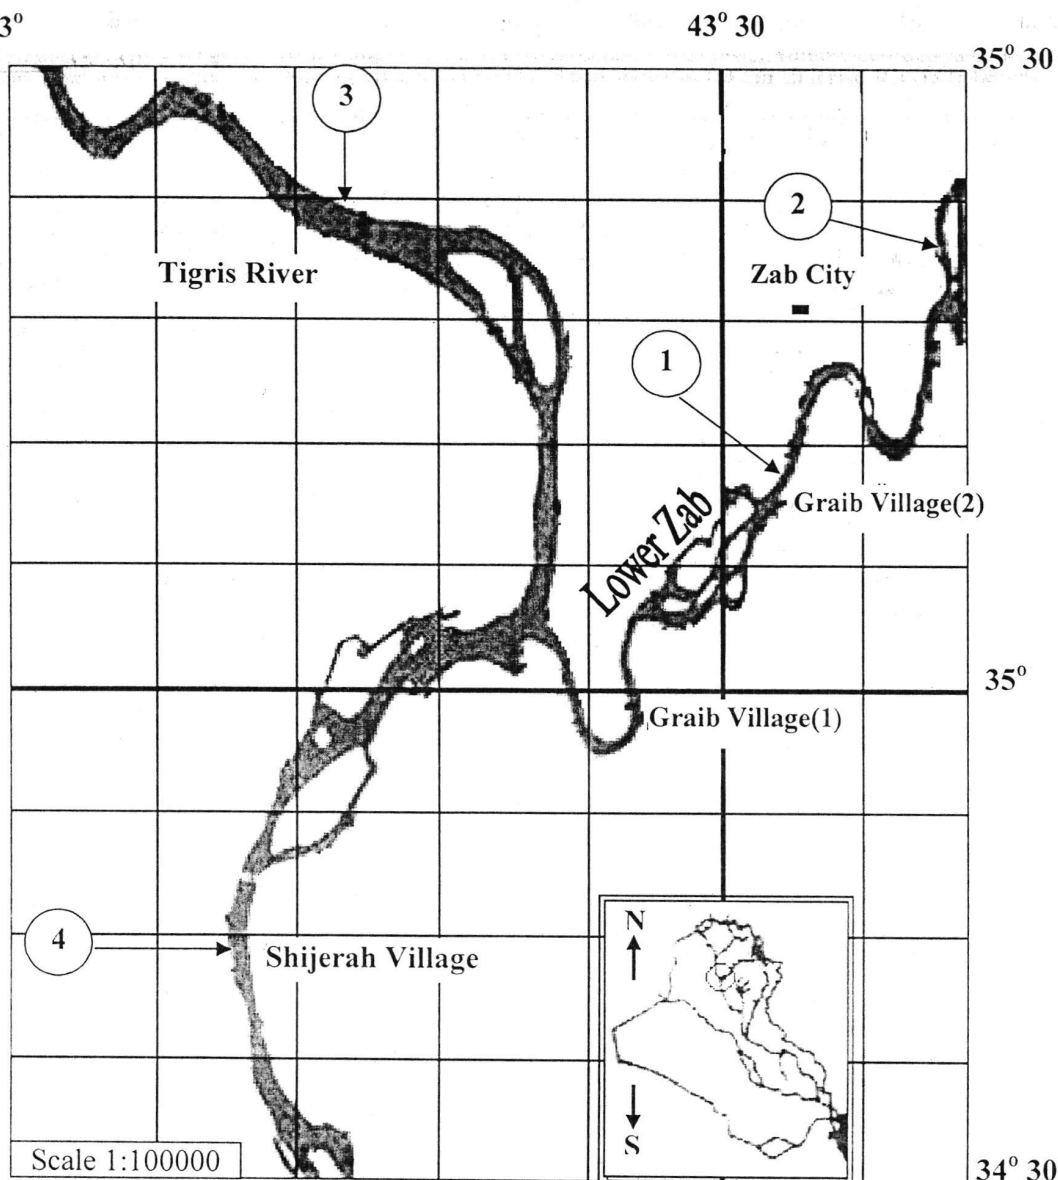 3°
43° 30
35° 30
3
2
Tigris River
Zab City
1
Graib Village(2)
Lower Zab
35°
Graib Village(1)
4
Shijerah Village
N
S
Scale 1:100000
34° 30